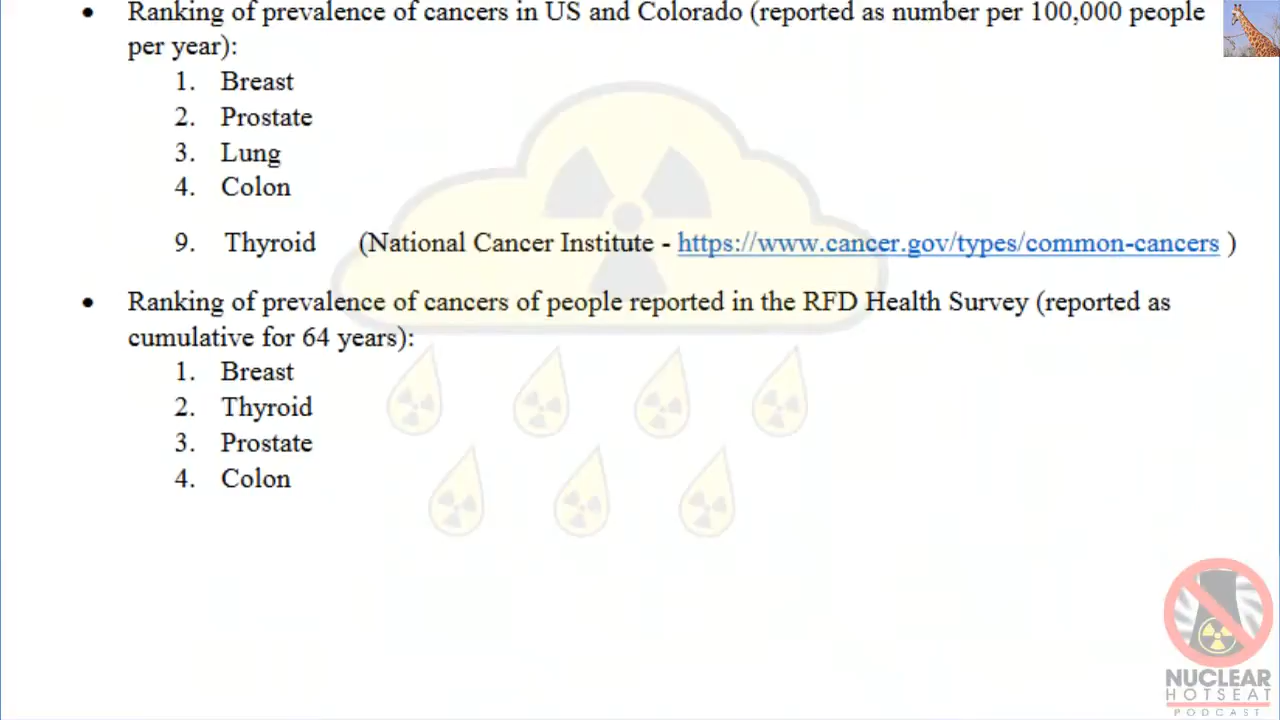 • Ranking of prevalence of cancers in US and Colorado (reported as number per 100,000 people
per year):
1. Breast
2. Prostate
3. Lung
4. Colon
9. Thyroid (National Cancer Institute - https://www.cancer.gov/types/common-cancers )
• Ranking of prevalence of cancers of people reported in the RFD Health Survey (reported as
cumulative for 64 years):
1. Breast
2. Thyroid
3. Prostate
4. Colon
NUCLEAR
HOTSEAT
PODCAST